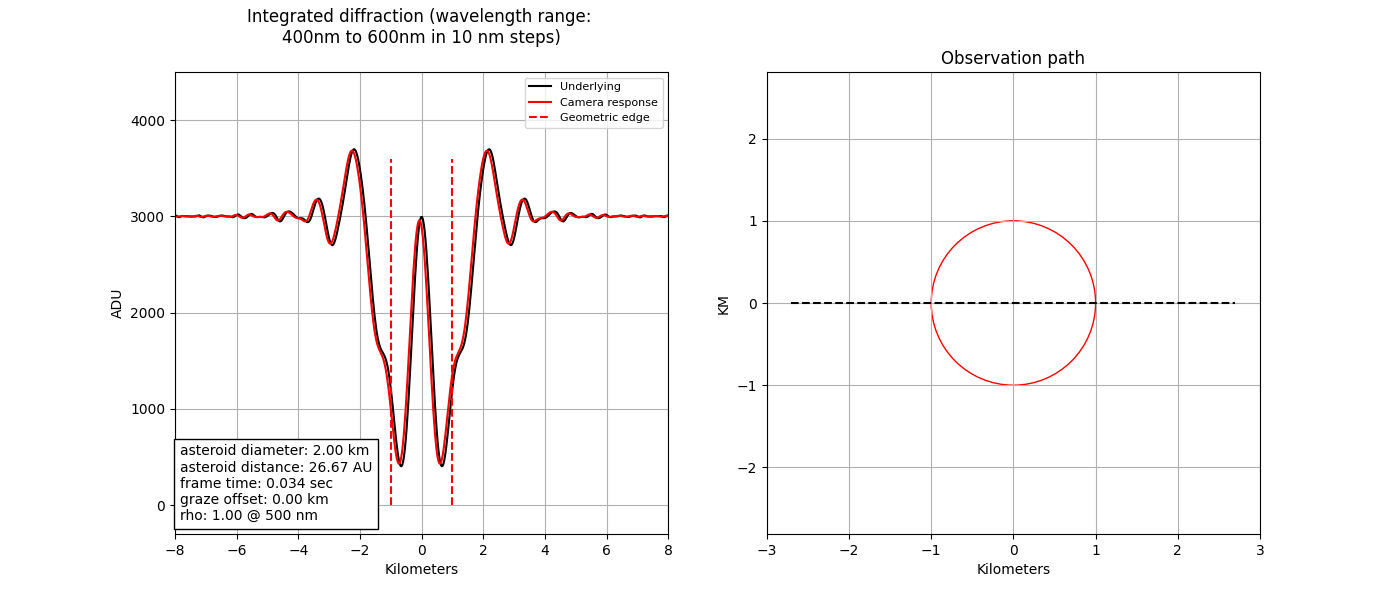 Integrated diffraction (wavelength range:
400nm to 600nm in 10 nm steps)
Underlying
Camera response
Geometric edge
4000
3000
2000
1000
0
ADU
asteroid diameter: 2.00 km
asteroid distance: 26.67 AU
frame time: 0.034 sec
graze offset: 0.00 km
rho: 1.00 @ 500 nm
−8 −6 −4 −2 0 2 4 6 8
Kilometers
Observation path
2
1
0
−1
−2
KM
−3 −2 −1 0 1 2 3
Kilometers